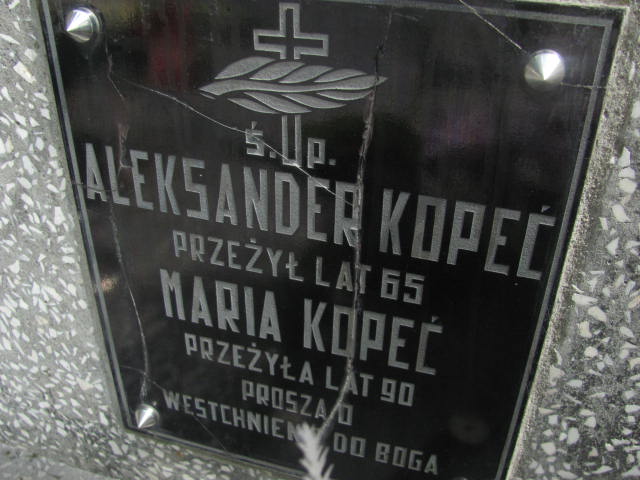 Ś. P.
ALEKSANDER KOPEĆ
PRZEŻYŁ LAT 65
MARIA KOPEĆ
PRZEŻYŁA LAT 90
PROSZĄ O
WESTCHNIENIE DO BOGA